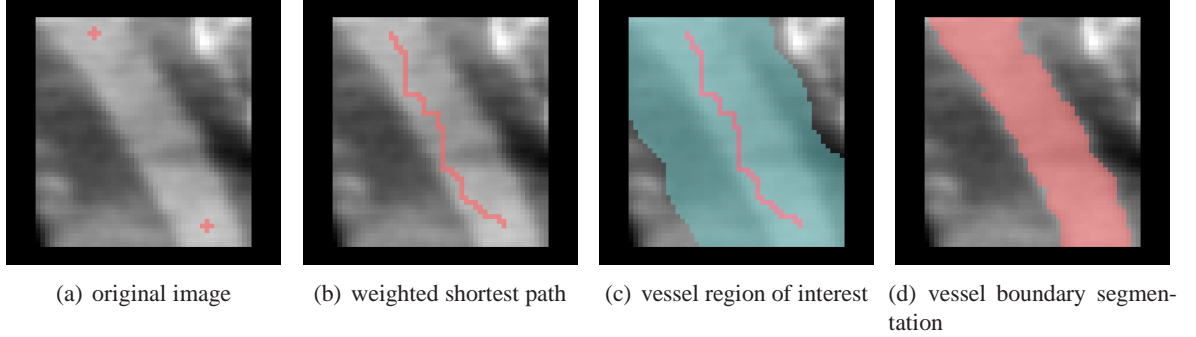 (a) original image
(b) weighted shortest path
(c) vessel region of interest
(d) vessel boundary segmen-
tation